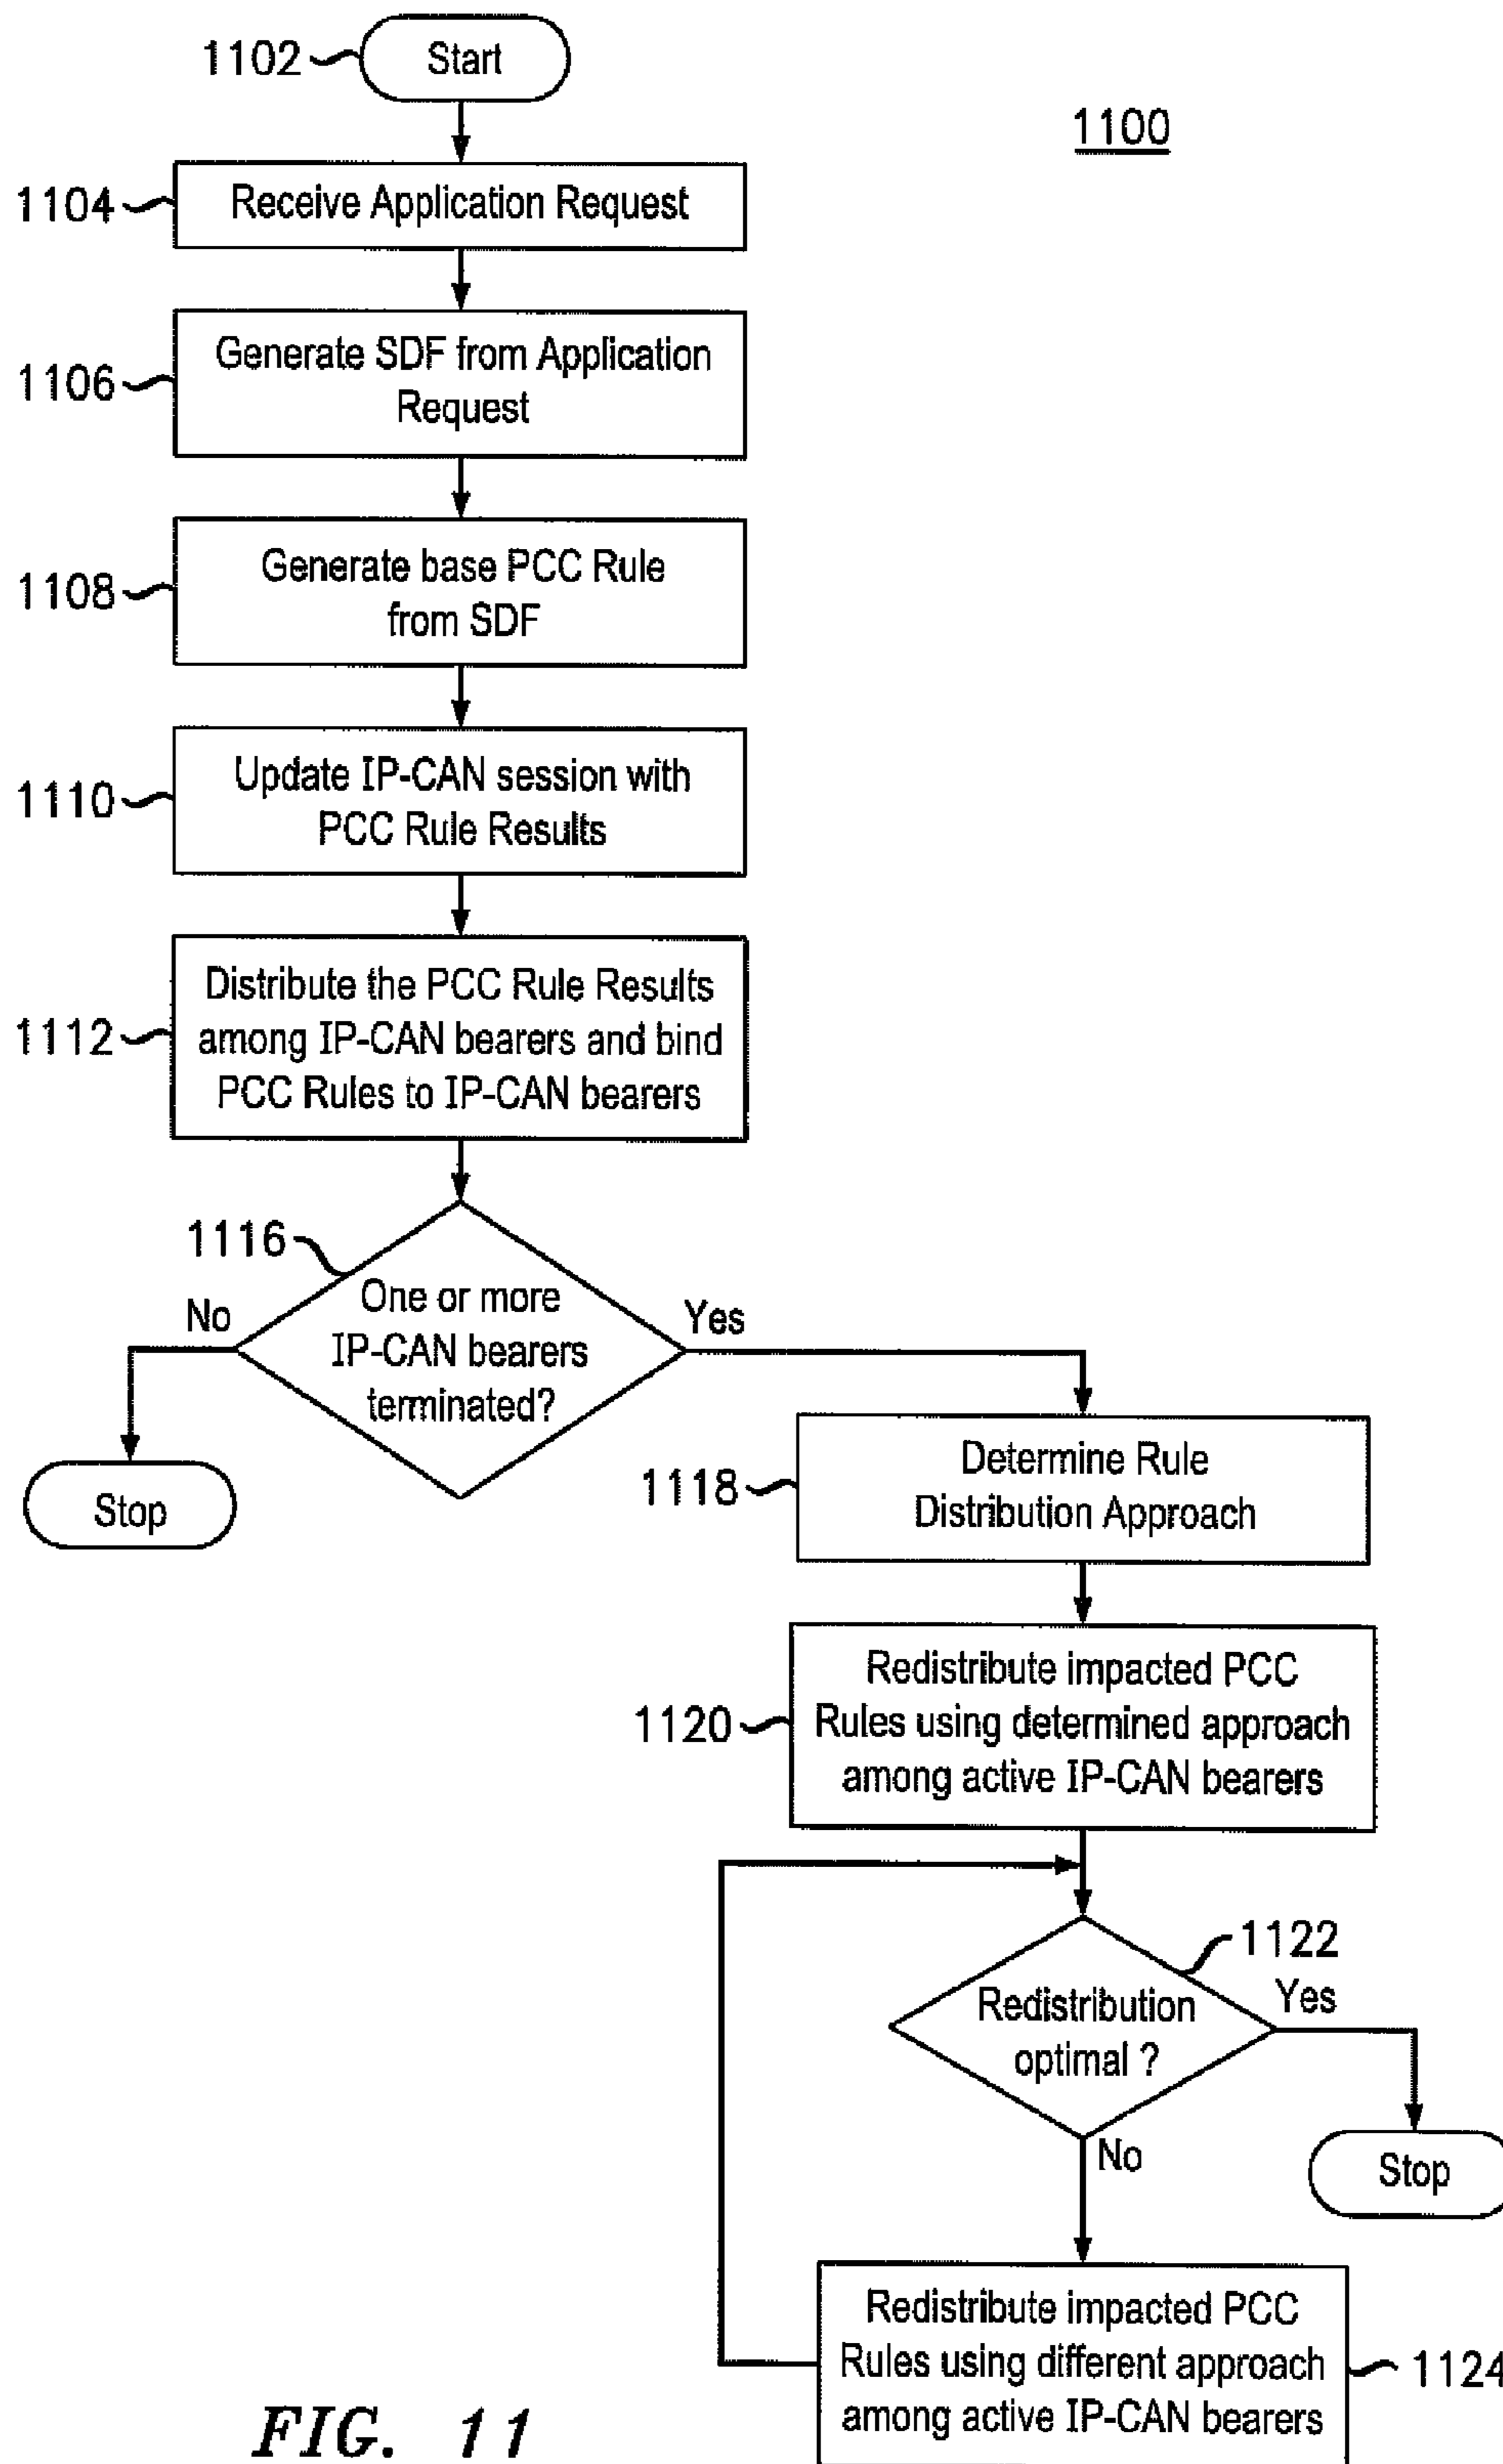 1102
Start
1100
1104
Receive Application Request
1106
Generate SDF from Application
Request
1108
Generate base PCC Rule
from SDF
1110
Update IP-CAN session with
PCC Rule Results
1112
Distribute the PCC Rule Results
among IP-CAN bearers and bind
PCC Rules to IP-CAN bearers
1116
One or more
IP-CAN bearers
terminated?
No
Yes
Stop
1118
Determine Rule
Distribution Approach
1120
Redistribute impacted PCC
Rules using determined approach
among active IP-CAN bearers
1122
Redistribution
optimal ?
Yes
No
Stop
1124
Redistribute impacted PCC
Rules using different approach
among active IP-CAN bearers
FIG. 11